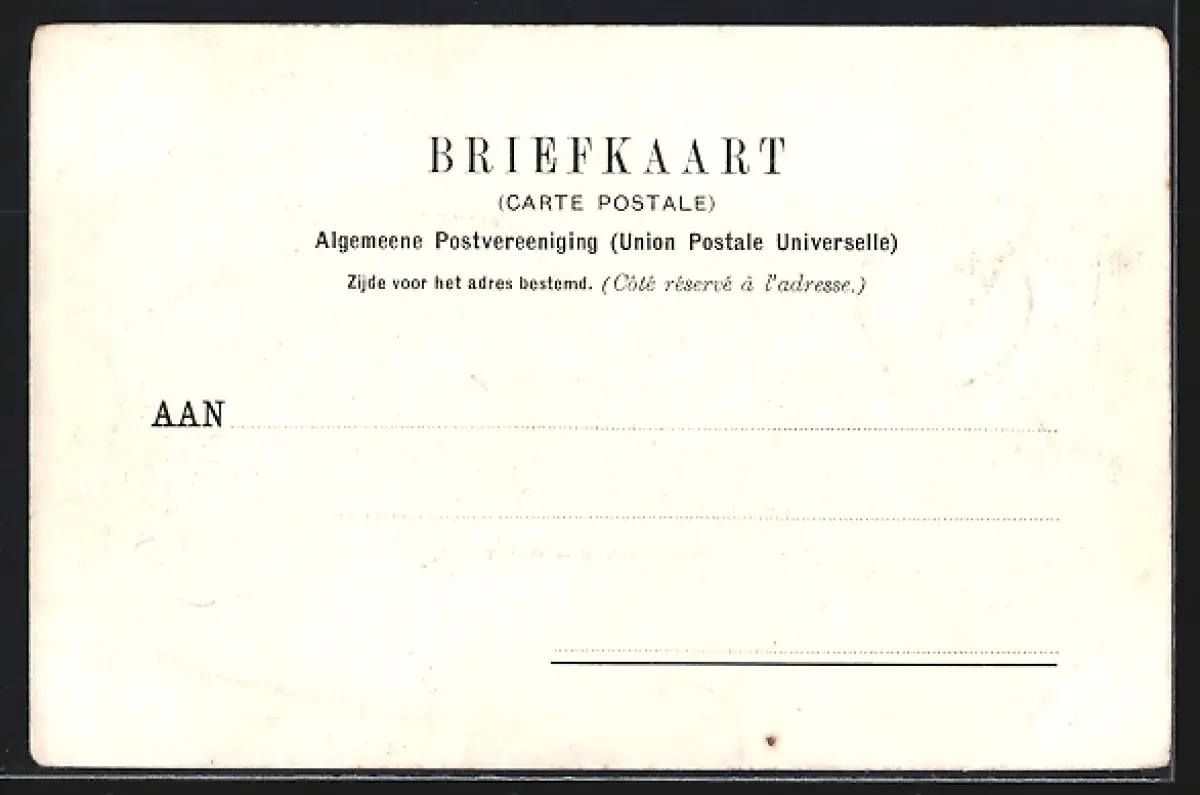 BRIEFKAART
(CARTE POSTALE)
Algemeene Postvereeniging (Union Postale Universelle)
Zijde voor het adres bestemd. (Côté réservé à l'adresse.)
AAN